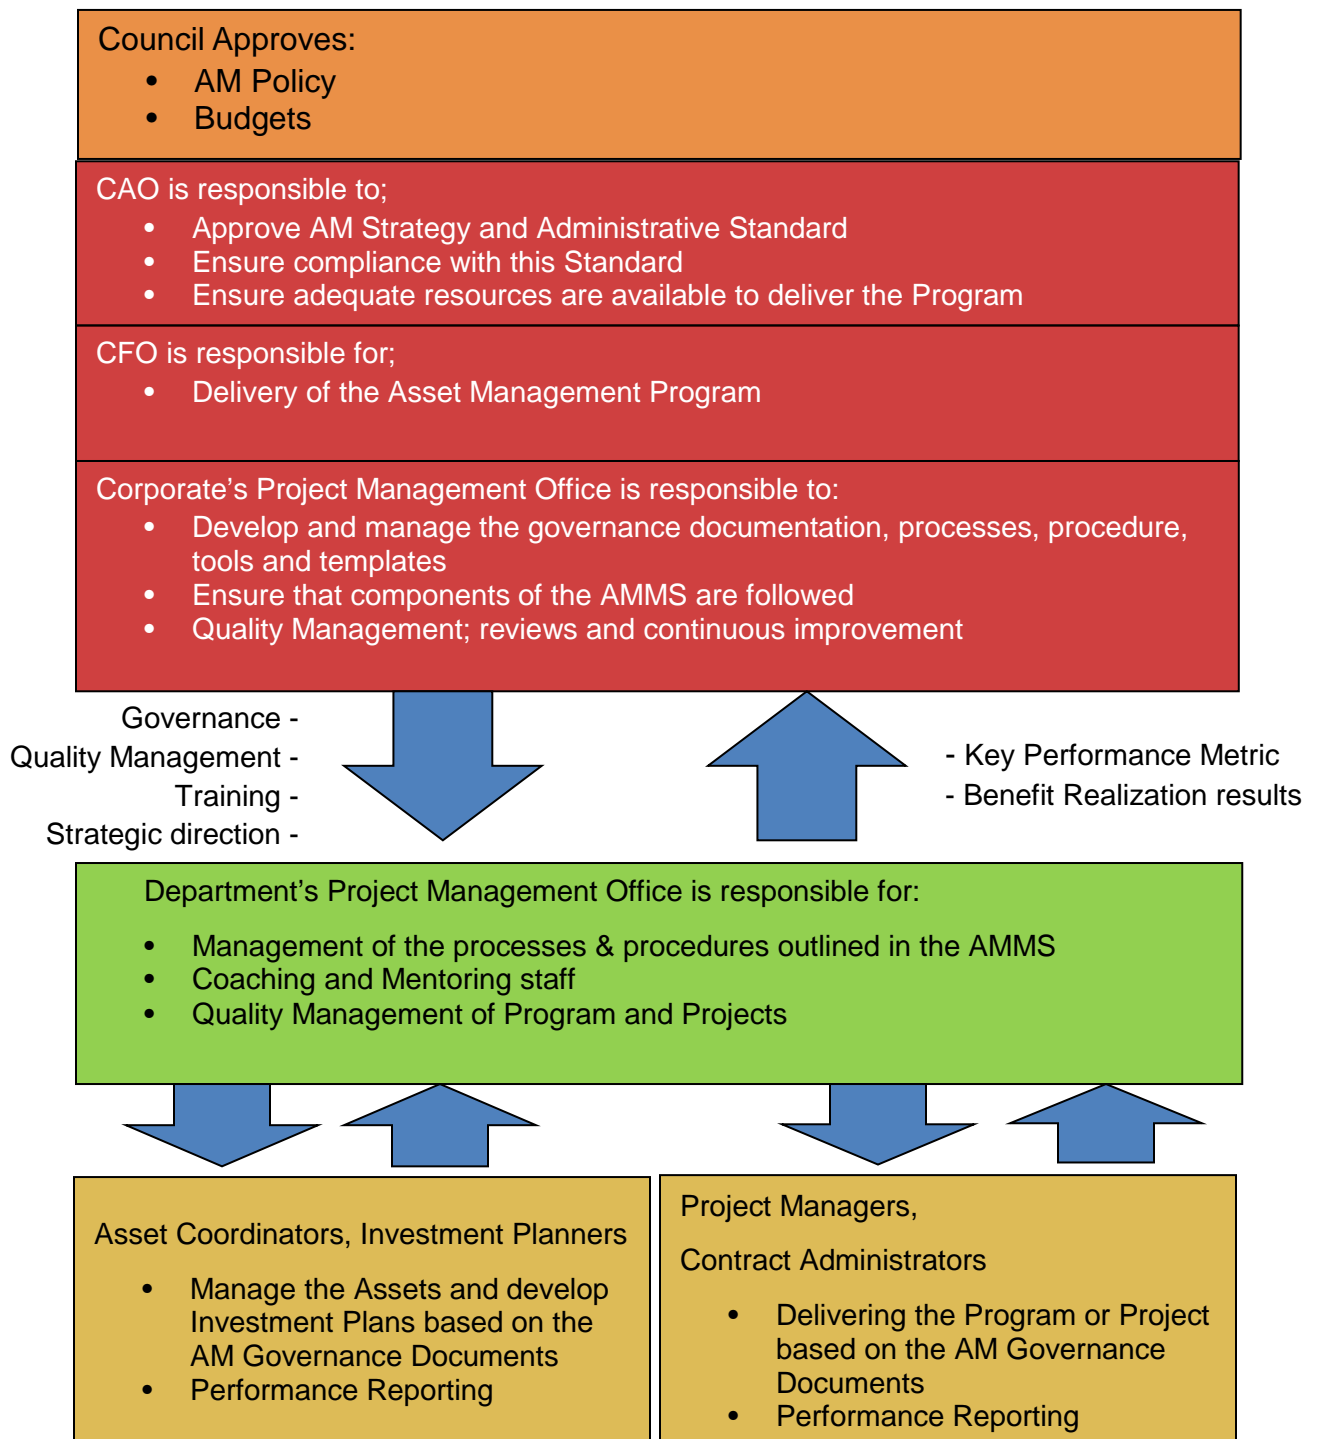 Council Approves:
• AM Policy
• Budgets
CAO is responsible to;
• Approve AM Strategy and Administrative Standard
• Ensure compliance with this Standard
• Ensure adequate resources are available to deliver the Program
CFO is responsible for;
• Delivery of the Asset Management Program
Corporate’s Project Management Office is responsible to:
• Develop and manage the governance documentation, processes, procedure,
tools and templates
• Ensure that components of the AMMS are followed
• Quality Management; reviews and continuous improvement
Governance -
Quality Management -
Training -
Strategic direction -
- Key Performance Metric
- Benefit Realization results
Department’s Project Management Office is responsible for:
• Management of the processes & procedures outlined in the AMMS
• Coaching and Mentoring staff
• Quality Management of Program and Projects
Asset Coordinators, Investment Planners
• Manage the Assets and develop
Investment Plans based on the
AM Governance Documents
• Performance Reporting
Project Managers,
Contract Administrators
• Delivering the Program or Project
based on the AM Governance
Documents
• Performance Reporting